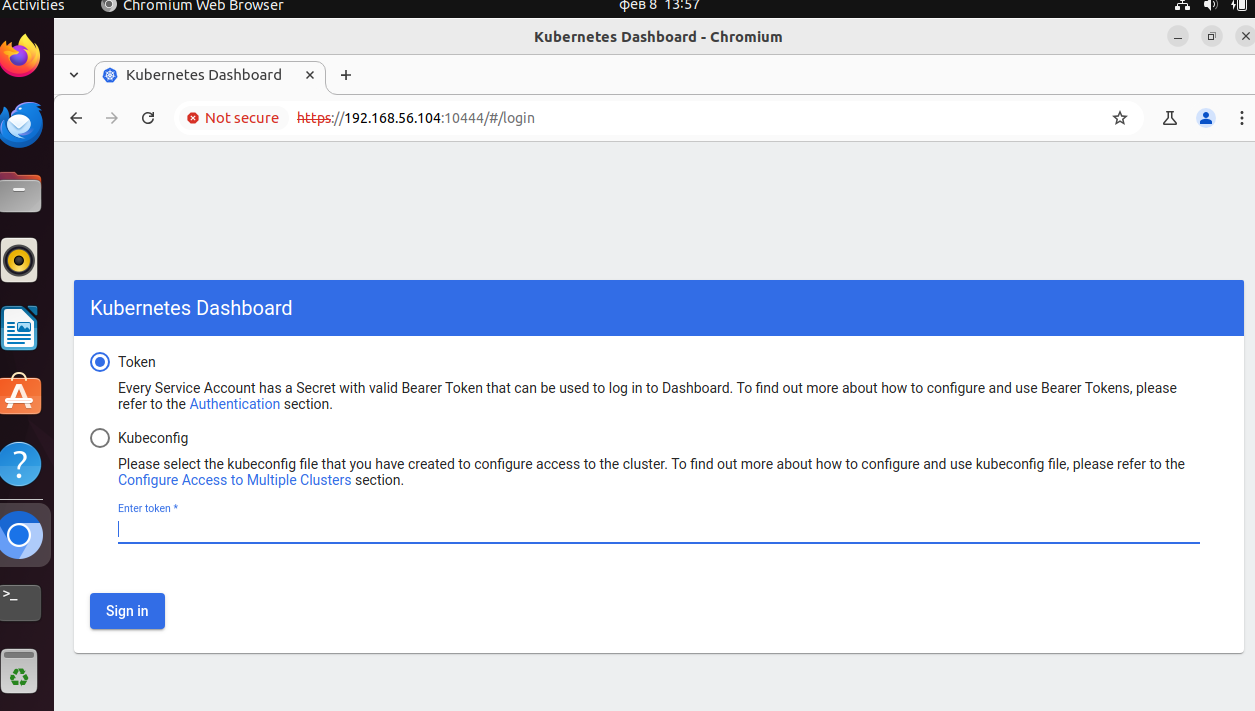 Activities
Chromium Web Browser
фев 8 13:57
Kubernetes Dashboard - Chromium
Kubernetes Dashboard
Not secure
https://192.168.56.104:10444/#/login
Kubernetes Dashboard
Token
Every Service Account has a Secret with valid Bearer Token that can be used to log in to Dashboard. To find out more about how to configure and use Bearer Tokens, please
refer to the Authentication section.
Kubeconfig
Please select the kubeconfig file that you have created to configure access to the cluster. To find out more about how to configure and use kubeconfig file, please refer to the
Configure Access to Multiple Clusters section.
Enter token *
Sign in